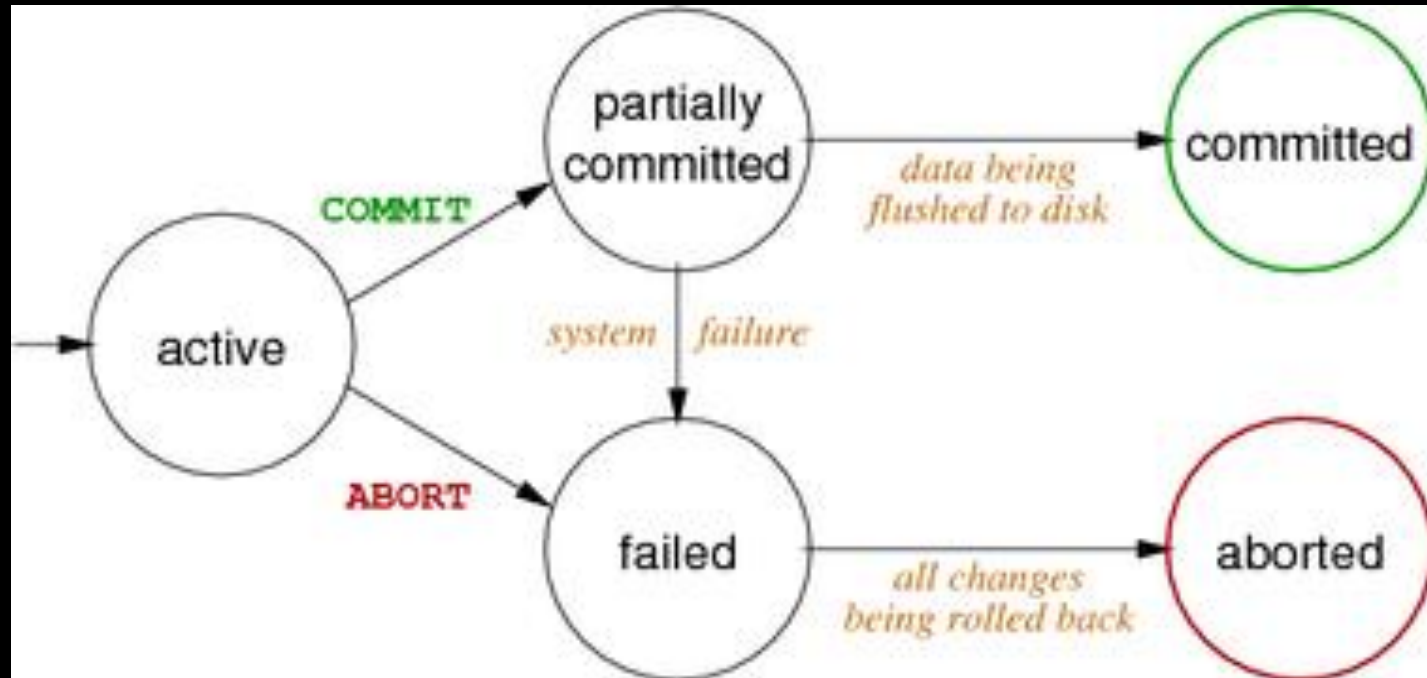 partially
committed
committed
data being
flushed to disk
COMMIT
active
system failure
ABORT
failed
aborted
all changes
being rolled back